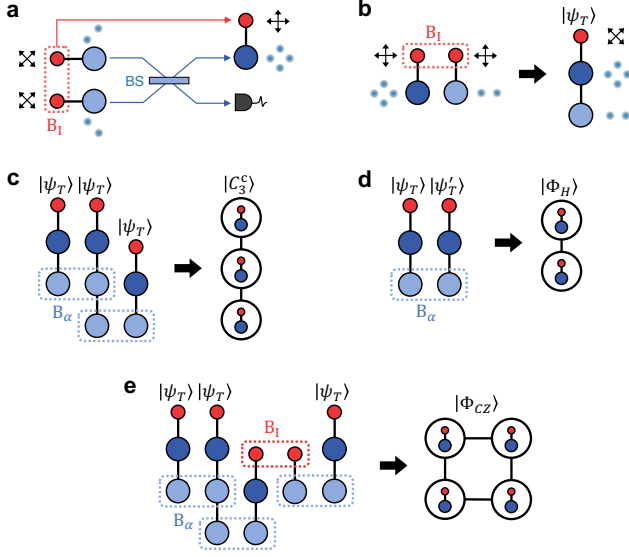 a
BS
B_I
b
B_I
|ψ_T⟩
c
|ψ_T⟩ |ψ_T⟩
|ψ_T⟩
B_α
|C_3^c⟩
d
|ψ_T⟩ |ψ'_T⟩
B_α
|Φ_H⟩
e
|ψ_T⟩ |ψ_T⟩ |ψ_T⟩
B_I
B_α
|Φ_CZ⟩